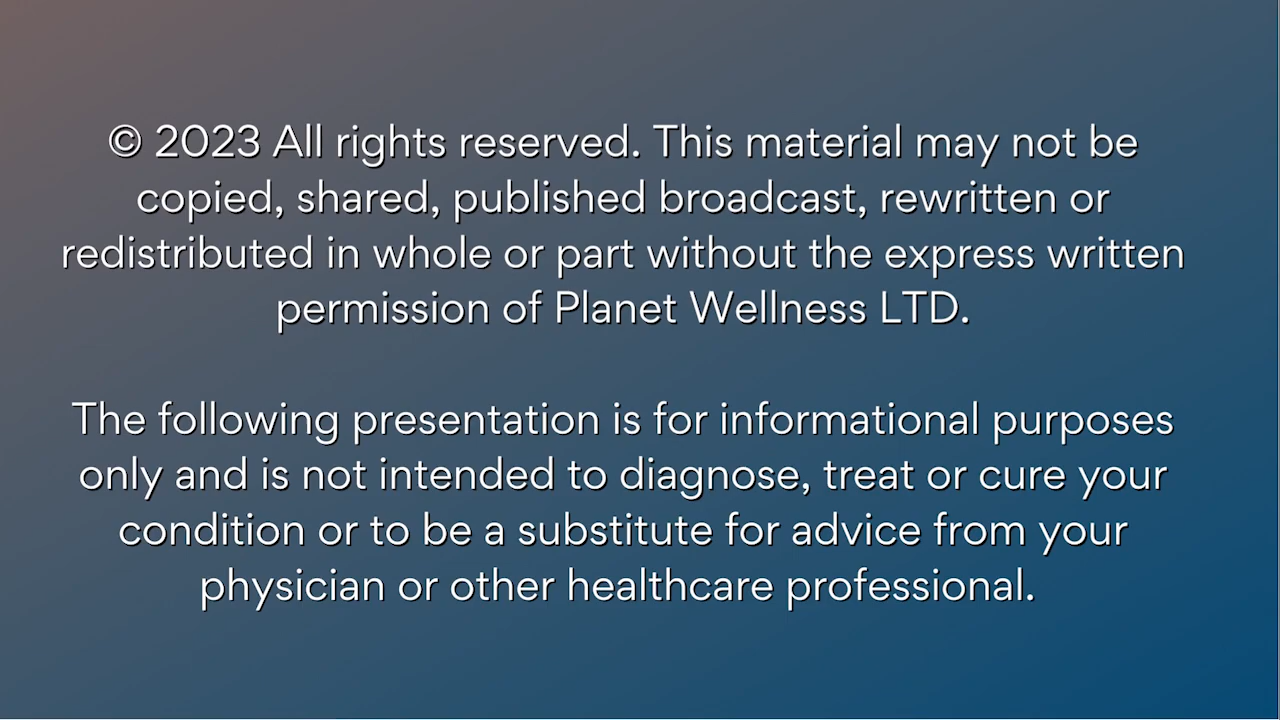 © 2023 All rights reserved. This material may not be
copied, shared, published broadcast, rewritten or
redistributed in whole or part without the express written
permission of Planet Wellness LTD.
The following presentation is for informational purposes
only and is not intended to diagnose, treat or cure your
condition or to be a substitute for advice from your
physician or other healthcare professional.